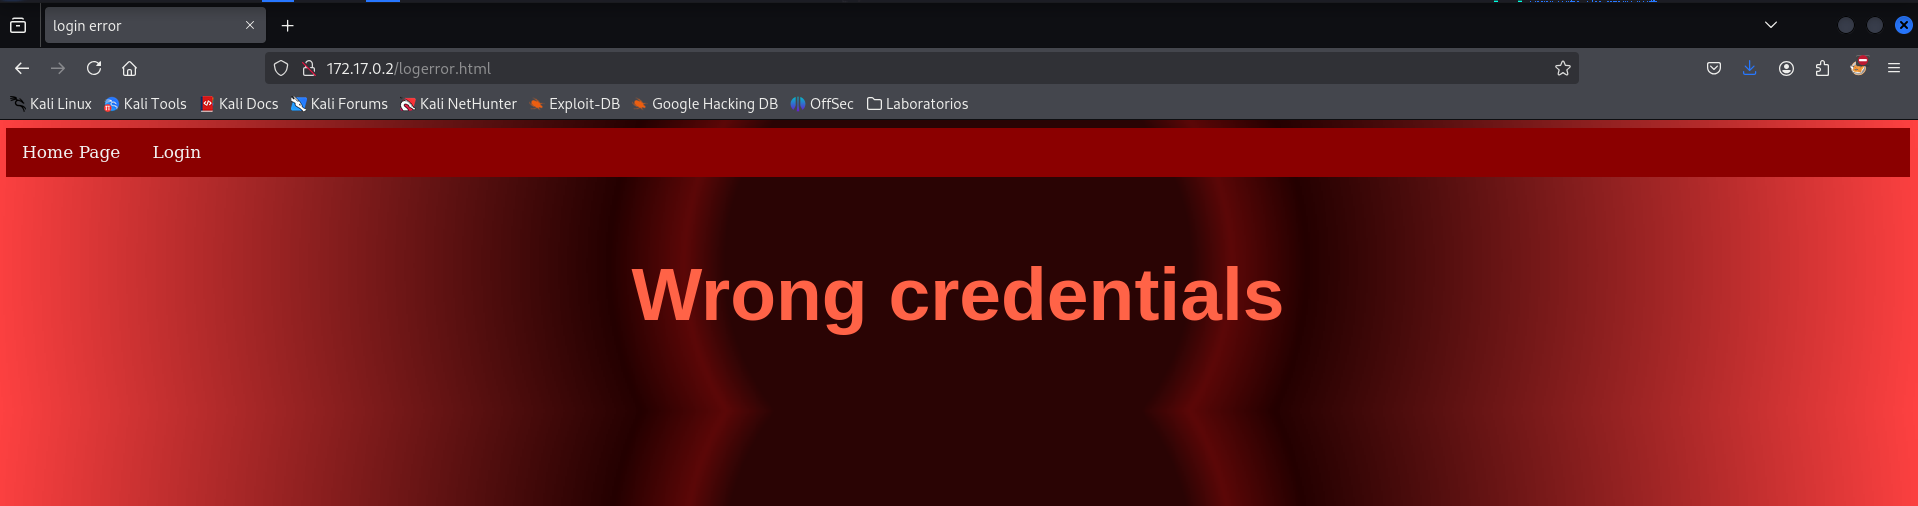 login error
172.17.0.2/logerror.html
Kali Linux Kali Tools Kali Docs Kali Forums Kali NetHunter Exploit-DB Google Hacking DB OffSec Laboratorios
Home Page Login
Wrong credentials